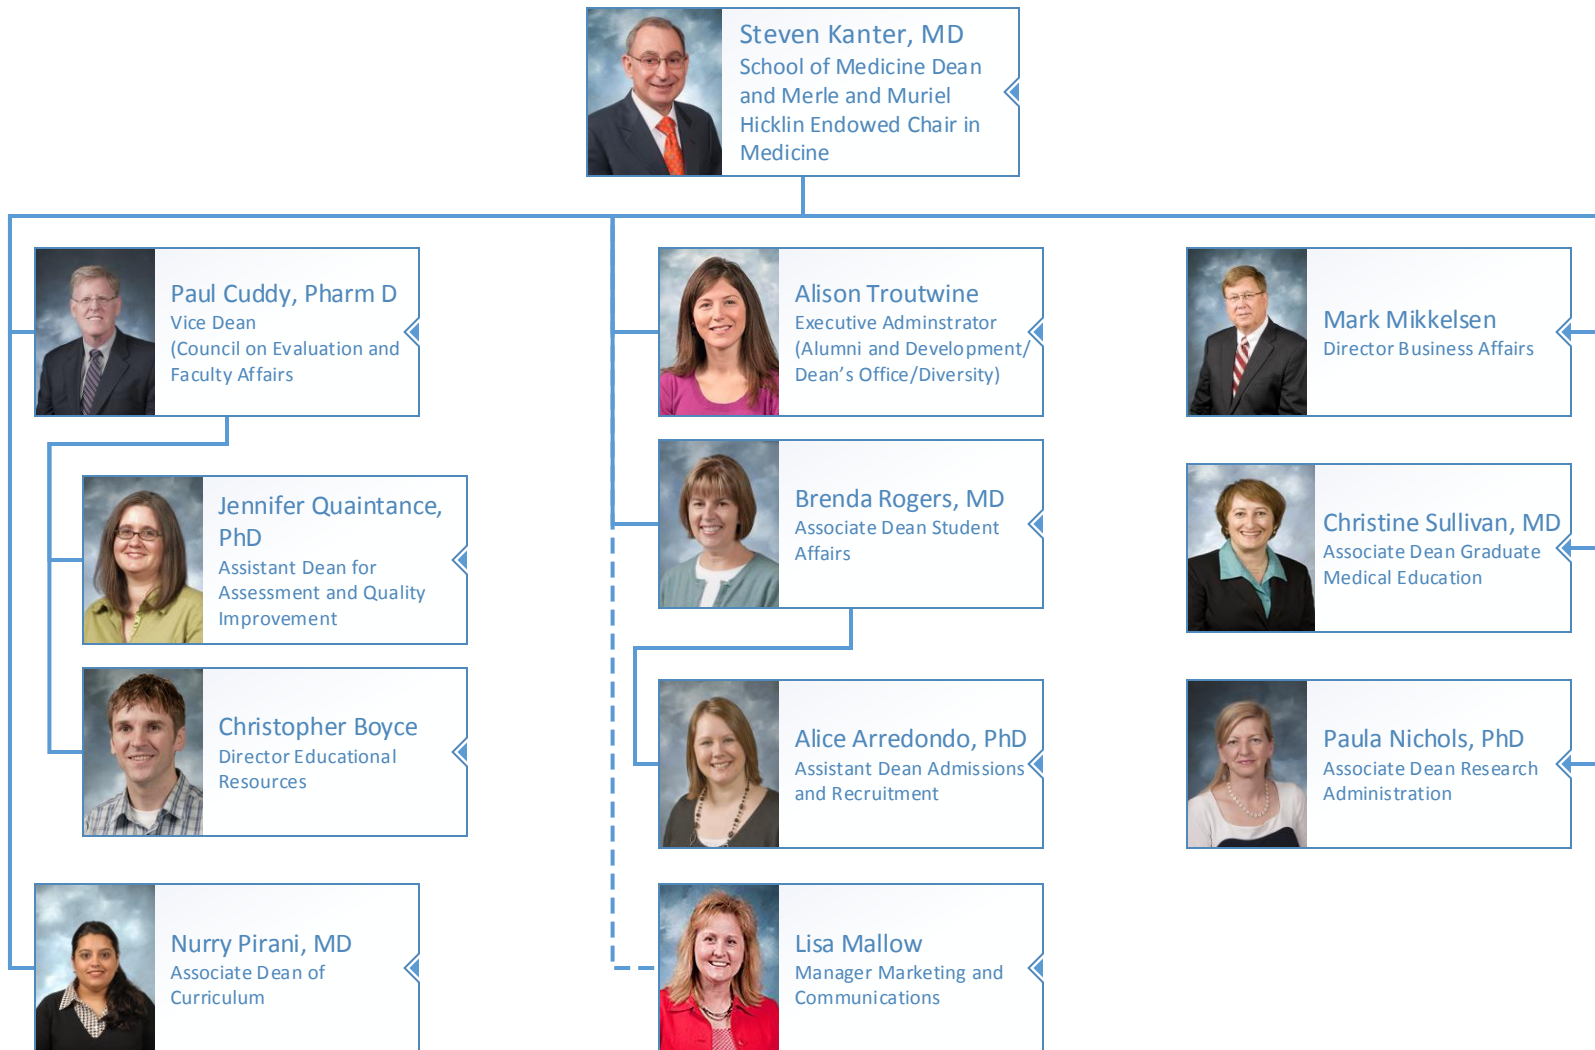 Steven Kanter, MD
School of Medicine Dean
and Merle and Muriel
Hicklin Endowed Chair in
Medicine
Paul Cuddy, Pharm D
Vice Dean
(Council on Evaluation and
Faculty Affairs
Alison Troutwine
Executive Adminstrator
(Alumni and Development/
Dean's Office/Diversity)
Mark Mikkelsen
Director Business Affairs
Jennifer Quaintance,
PhD
Assistant Dean for
Assessment and Quality
Improvement
Brenda Rogers, MD
Associate Dean Student
Affairs
Christine Sullivan, MD
Associate Dean Graduate
Medical Education
Christopher Boyce
Director Educational
Resources
Alice Arredondo, PhD
Assistant Dean Admissions
and Recruitment
Paula Nichols, PhD
Associate Dean Research
Administration
Nurry Pirani, MD
Associate Dean of
Curriculum
Lisa Mallow
Manager Marketing and
Communications